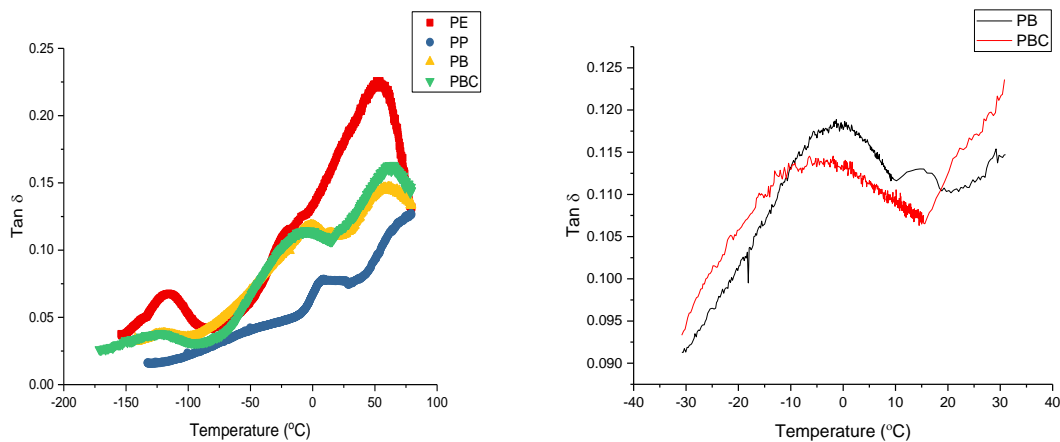 PE
PP
PB
PBC
0.25
0.20
0.15
0.10
0.05
0.00
Tan δ
-200 -150 -100 -50 0 50 100
Temperature (°C)
PB
PBC
0.125
0.120
0.115
0.110
0.105
0.100
0.095
0.090
Tan δ
-40 -30 -20 -10 0 10 20 30 40
Temperature (°C)